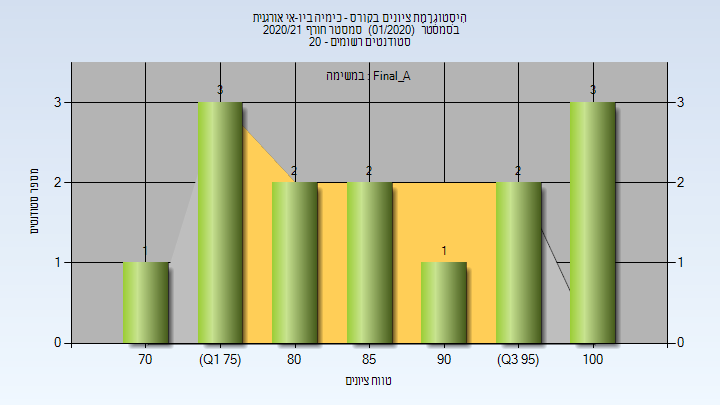 היסטוגרמת ציונים בקורס - כימיה ביו-אי אורגנית
בסמסטר (01/2020) סמסטר חורף 2020/21
סטודנטים רשומים - 20
במשימה : Final_A
מספר סטודנטים
3 3
2 2
1 1
0 0
1 3 2 2 1 2 3
70 (Q1 75) 80 85 90 (Q3 95) 100
טווח ציונים